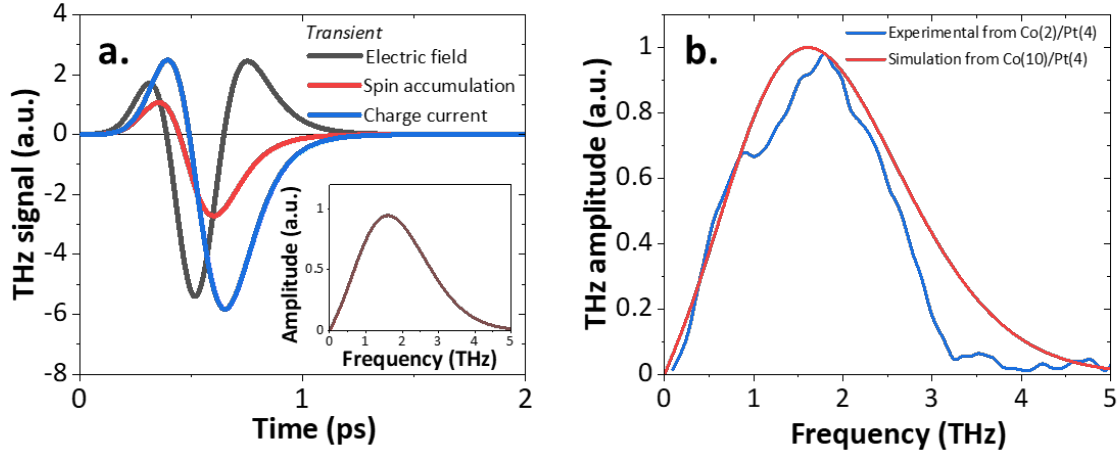 a.
Transient
Electric field
Spin accumulation
Charge current
THz signal (a.u.)
4
2
0
-2
-4
-6
-8
0
1
2
Time (ps)
Amplitude (a.u.)
1
0.5
0
0
1
2
3
4
5
Frequency (THz)
b.
Experimental from Co(2)/Pt(4)
Simulation from Co(10)/Pt(4)
THz amplitude (a.u.)
1
0.8
0.6
0.4
0.2
0
0
1
2
3
4
5
Frequency (THz)